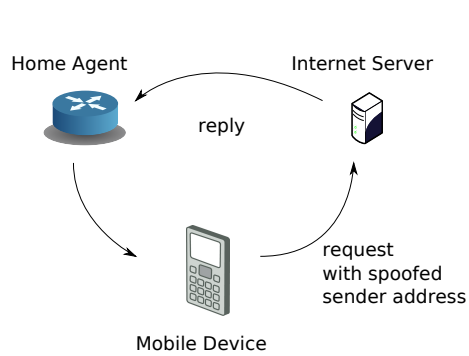 Home Agent
Internet Server
reply
request
with spoofed
sender address
Mobile Device